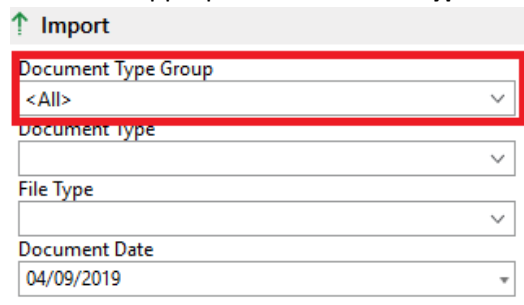 Import
Document Type Group
<All>
Document Type
File Type
Document Date
04/09/2019